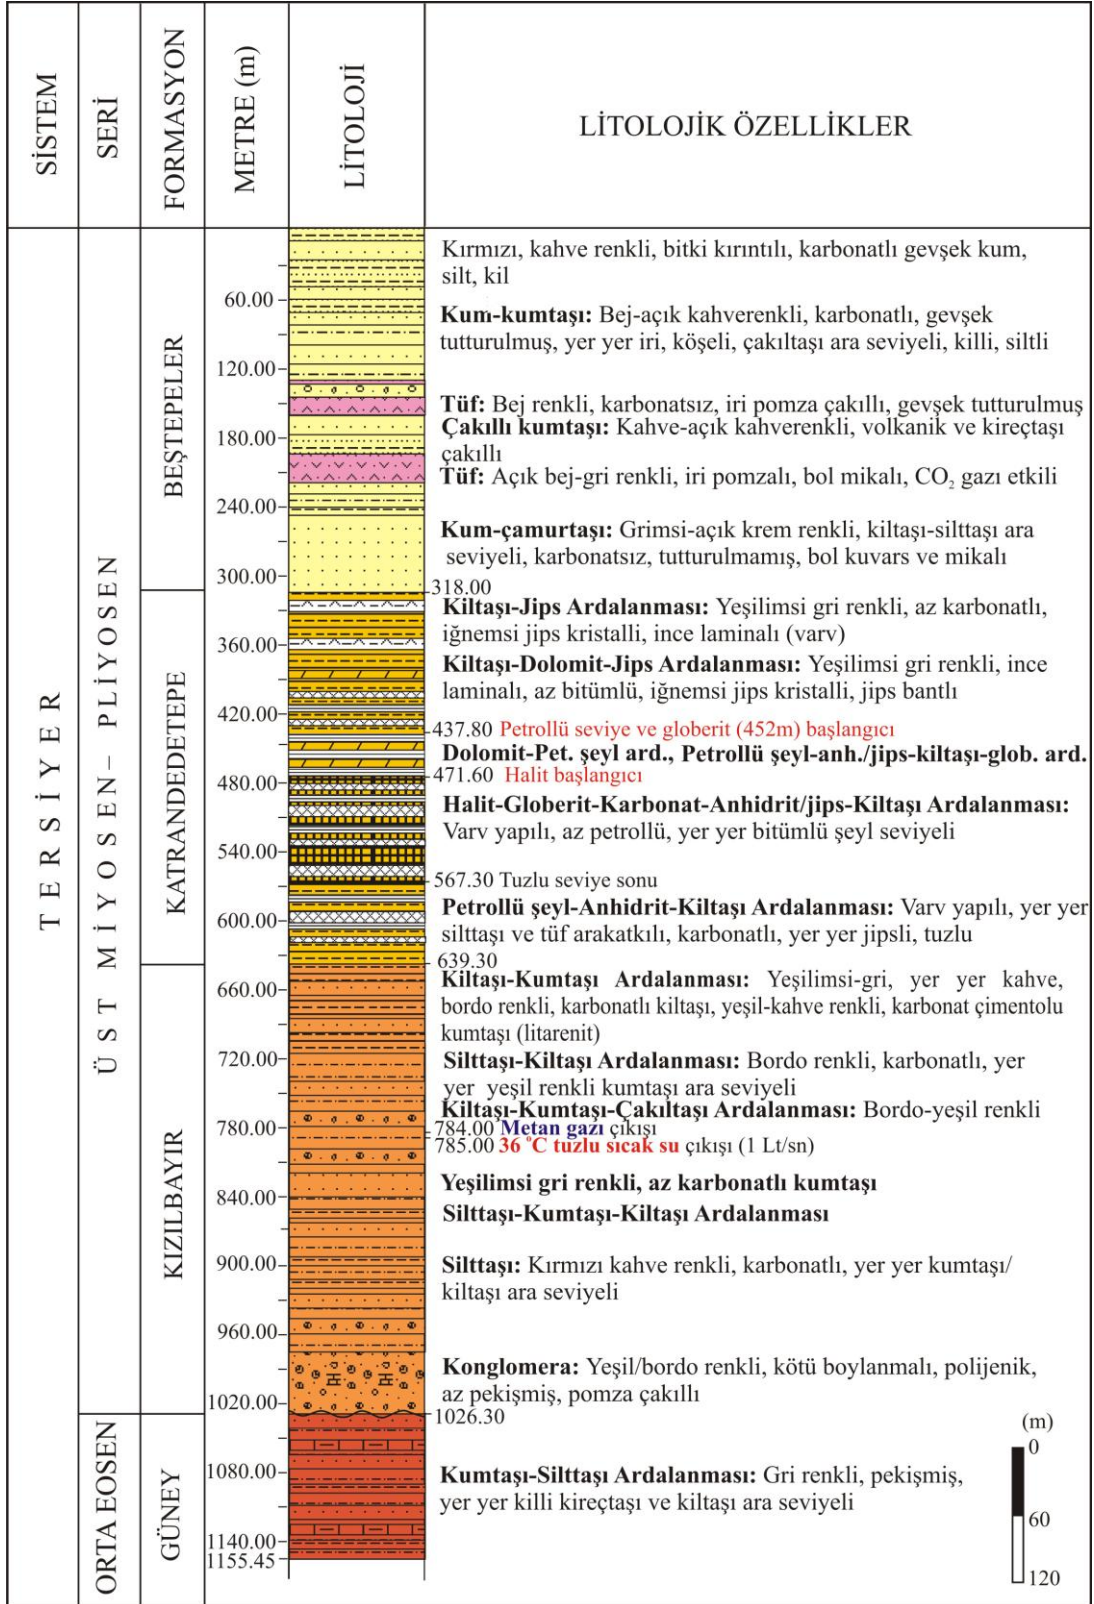 SİSTEM
SERİ
FORMASYON
METRE (m)
LİTOLOJİ
LİTOLOJİK ÖZELLİKLER
TERSİYER
ÜST MİYOSEN– PLİYOSEN
ORTA EOSEN
BEŞTEPELER
KATRANDEDETEPE
KIZILBAYIR
GÜNEY
60.00
120.00
180.00
240.00
300.00
360.00
420.00
480.00
540.00
600.00
660.00
720.00
780.00
840.00
900.00
960.00
1020.00
1080.00
1140.00
1155.45
Kırmızı, kahve renkli, bitki kırıntılı, karbonatlı gevşek kum,
silt, kil
Kum-kumtaşı: Bej-açık kahverenkli, karbonatlı, gevşek
tutturulmuş, yer yer iri, köşeli, çakıltaşı ara seviyeli, killi, siltli
Tüf: Bej renkli, karbonatsız, iri pomza çakıllı, gevşek tutturulmuş
Çakıllı kumtaşı: Kahve-açık kahverenkli, volkanik ve kireçtaşı
çakıllı
Tüf: Açık bej-gri renkli, iri pomzalı, bol mikalı, CO₂ gazı etkili
Kum-çamurtaşı: Grimsi-açık krem renkli, kiltaşı-silttaşı ara
seviyeli, karbonatsız, tutturulmamış, bol kuvars ve mikalı
318.00
Kiltaşı-Jips Ardalanması: Yeşilimsi gri renkli, az karbonatlı,
iğnemsi jips kristalli, ince laminalı (varv)
Kiltaşı-Dolomit-Jips Ardalanması: Yeşilimsi gri renkli, ince
laminalı, az bitümlü, iğnemsi jips kristalli, jips bantlı
437.80 Petrollü seviye ve globerit (452m) başlangıcı
Dolomit-Pet. şeyl ard., Petrollü şeyl-anh./jips-kiltaşı-glob. ard.
471.60 Halit başlangıcı
Halit-Globerit-Karbonat-Anhidrit/jips-Kiltaşı Ardalanması:
Varv yapılı, az petrollü, yer yer bitümlü şeyl seviyeli
567.30 Tuzlu seviye sonu
Petrollü şeyl-Anhidrit-Kiltaşı Ardalanması: Varv yapılı, yer yer
silttaşı ve tüf arakatkılı, karbonatlı, yer yer jipsli, tuzlu
639.30
Kiltaşı-Kumtaşı Ardalanması: Yeşilimsi-gri, yer yer kahve,
bordo renkli, karbonatlı kiltaşı, yeşil-kahve renkli, karbonat çimentolu
kumtaşı (litarenit)
Silttaşı-Kiltaşı Ardalanması: Bordo renkli, karbonatlı, yer
yer yeşil renkli kumtaşı ara seviyeli
Kiltaşı-Kumtaşı-Çakıltaşı Ardalanması: Bordo-yeşil renkli
784.00 Metan gazı çıkışı
785.00 36 °C tuzlu sıcak su çıkışı (1 Lt/sn)
Yeşilimsi gri renkli, az karbonatlı kumtaşı
Silttaşı-Kumtaşı-Kiltaşı Ardalanması
Silttaşı: Kırmızı kahve renkli, karbonatlı, yer yer kumtaşı/
kiltaşı ara seviyeli
Konglomera: Yeşil/bordo renkli, kötü boylanmalı, polijenik,
az pekişmiş, pomza çakıllı
1026.30
Kumtaşı-Silttaşı Ardalanması: Gri renkli, pekişmiş,
yer yer killi kireçtaşı ve kiltaşı ara seviyeli
(m)
0
60
120